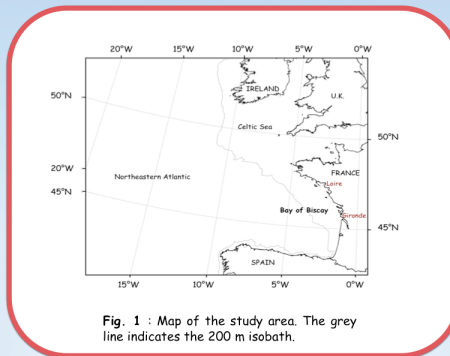 20°W 15°W 10°W 5°W 0°W
IRELAND
U.K.
50°N
Celtic Sea
50°N
20°W
FRANCE
Northeastern Atlantic
Loire
45°N
Bay of Biscay
Gironde
45°N
SPAIN
15°W 10°W 5°W 0°W
Fig. 1 : Map of the study area. The grey
line indicates the 200 m isobath.